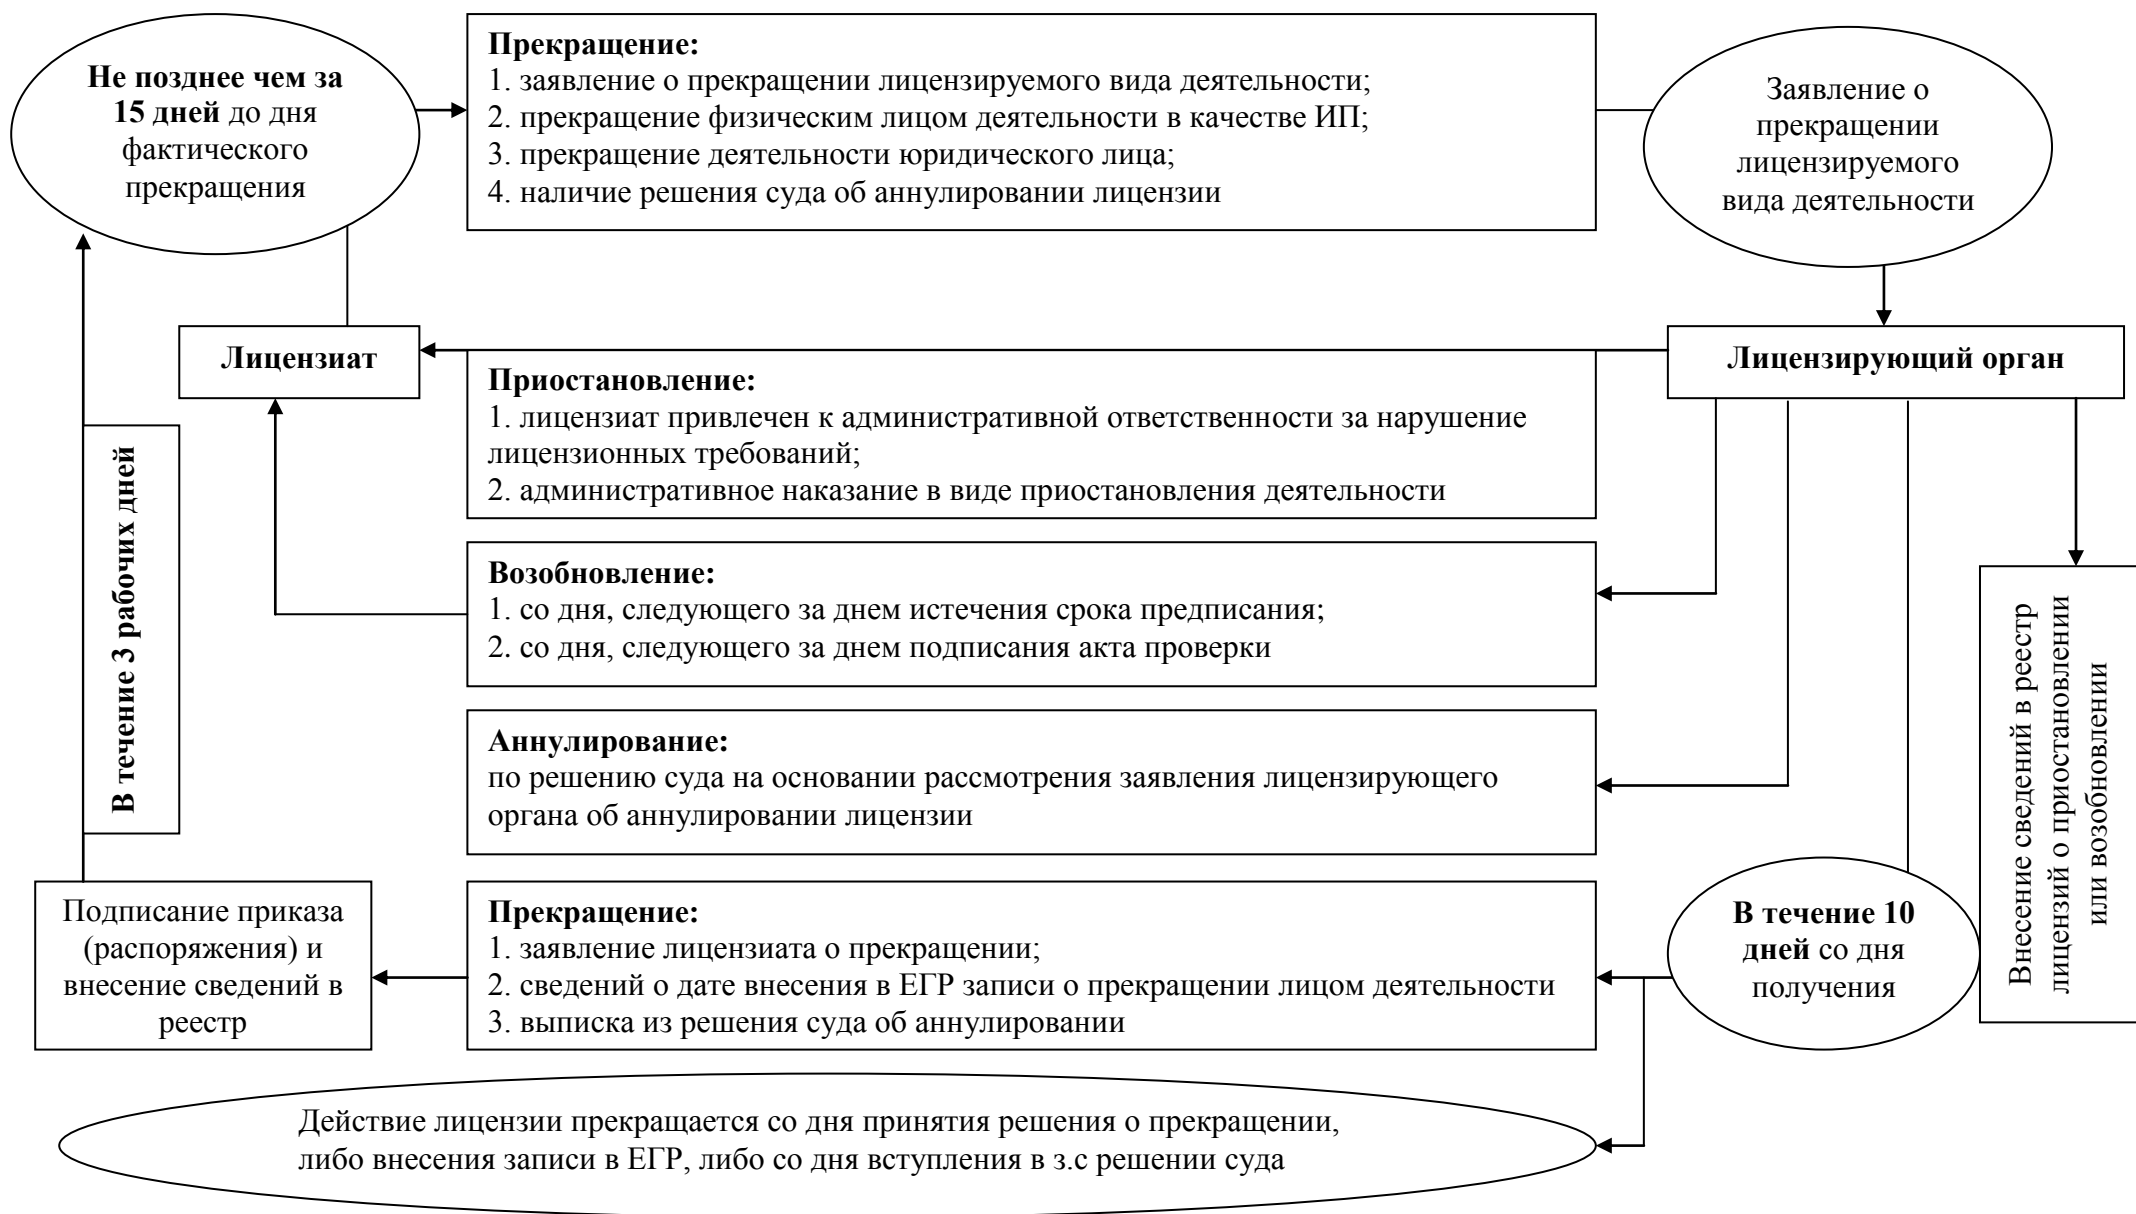 Не позднее чем за
15 дней до дня
фактического
прекращения
Прекращение:
1. заявление о прекращении лицензируемого вида деятельности;
2. прекращение физическим лицом деятельности в качестве ИП;
3. прекращение деятельности юридического лица;
4. наличие решения суда об аннулировании лицензии
Заявление о
прекращении
лицензируемого
вида деятельности
Лицензиат
Лицензирующий орган
Приостановление:
1. лицензиат привлечен к административной ответственности за нарушение
лицензионных требований;
2. административное наказание в виде приостановления деятельности
Возобновление:
1. со дня, следующего за днем истечения срока предписания;
2. со дня, следующего за днем подписания акта проверки
В течение 3 рабочих дней
Внесение сведений в реестр
лицензий о приостановлении
или возобновлении
Аннулирование:
по решению суда на основании рассмотрения заявления лицензирующего
органа об аннулировании лицензии
Подписание приказа
(распоряжения) и
внесение сведений в
реестр
Прекращение:
1. заявление лицензиата о прекращении;
2. сведений о дате внесения в ЕГР записи о прекращении лицом деятельности
3. выписка из решения суда об аннулировании
В течение 10
дней со дня
получения
Действие лицензии прекращается со дня принятия решения о прекращении,
либо внесения записи в ЕГР, либо со дня вступления в з.с решении суда